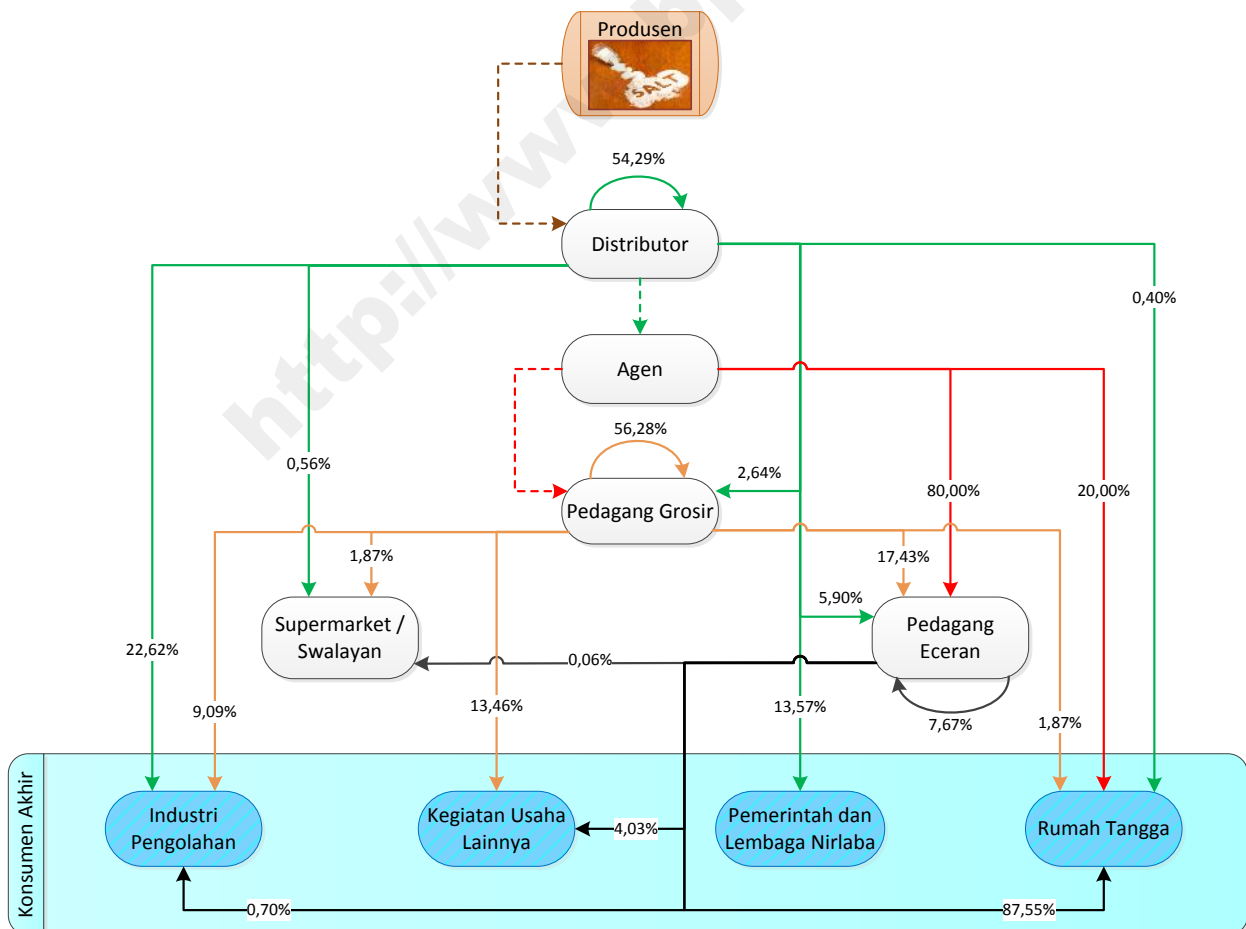 http://www.b
Produsen
SALT
54,29%
Distributor
0,40%
Agen
56,28%
0,56%
2,64%
80,00%
20,00%
Pedagang Grosir
1,87%
17,43%
5,90%
Supermarket /
Swalayan
Pedagang
Eceran
22,62%
0,06%
9,09%
13,46%
13,57%
7,67%
1,87%
Konsumen Akhir
Industri
Pengolahan
Kegiatan Usaha
Lainnya
4,03%
Pemerintah dan
Lembaga Nirlaba
Rumah Tangga
0,70%
87,55%